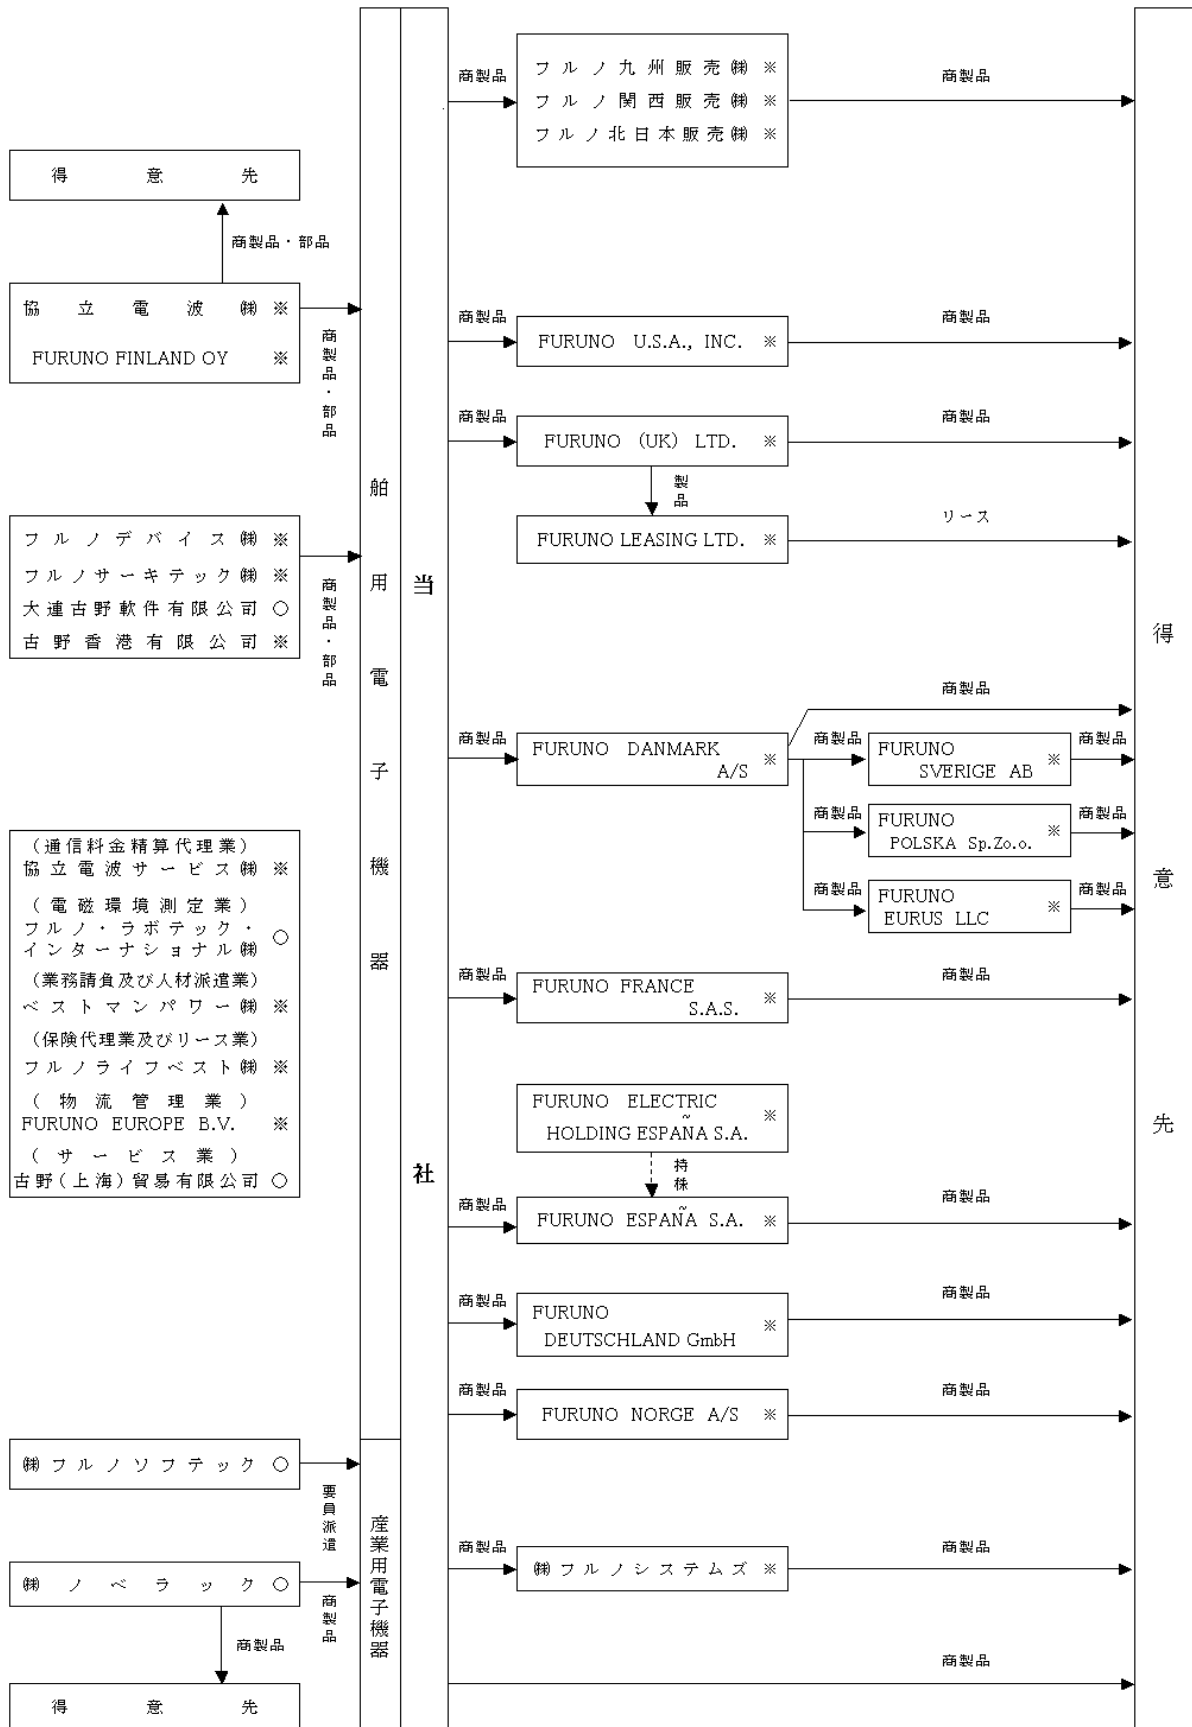 得意先
商製品・部品
協立電波㈱ ※
FURUNO FINLAND OY ※
商製品・部品
フルノデバイス㈱ ※
フルノサーキテック㈱ ※
大連古野軟件有限公司 ○
古野香港有限公司 ※
商製品・部品
(通信料金精算代理業)
協立電波サービス㈱ ※
(電磁環境測定業)
フルノ・ラボテック・
インターナショナル㈱ ○
(業務請負及び人材派遣業)
ベストマンパワー㈱ ※
(保険代理業及びリース業)
フルノライフベスト㈱ ※
(物流管理業)
FURUNO EUROPE B.V. ※
(サービス業)
古野(上海)貿易有限公司 ○
㈱フルノソフテック ○
要員派遣
㈱ノベラック ○
商製品
商製品
得意先
舶用電子機器
産業用電子機器
当社
商製品
フルノ九州販売㈱ ※
フルノ関西販売㈱ ※
フルノ北日本販売㈱ ※
商製品
商製品
FURUNO U.S.A., INC. ※
商製品
商製品
FURUNO (UK) LTD. ※
商製品
製品
FURUNO LEASING LTD. ※
リース
商製品
商製品
FURUNO DANMARK
A/S ※
商製品
FURUNO
SVERIGE AB ※
商製品
商製品
FURUNO
POLSKA Sp.Zo.o. ※
商製品
商製品
FURUNO
EURUS LLC ※
商製品
商製品
FURUNO FRANCE
S.A.S. ※
商製品
FURUNO ELECTRIC
HOLDING ESPAÑA S.A. ※
持株
商製品
FURUNO ESPAÑA S.A. ※
商製品
商製品
FURUNO
DEUTSCHLAND GmbH ※
商製品
商製品
FURUNO NORGE A/S ※
商製品
商製品
㈱フルノシステムズ ※
商製品
商製品
得意先